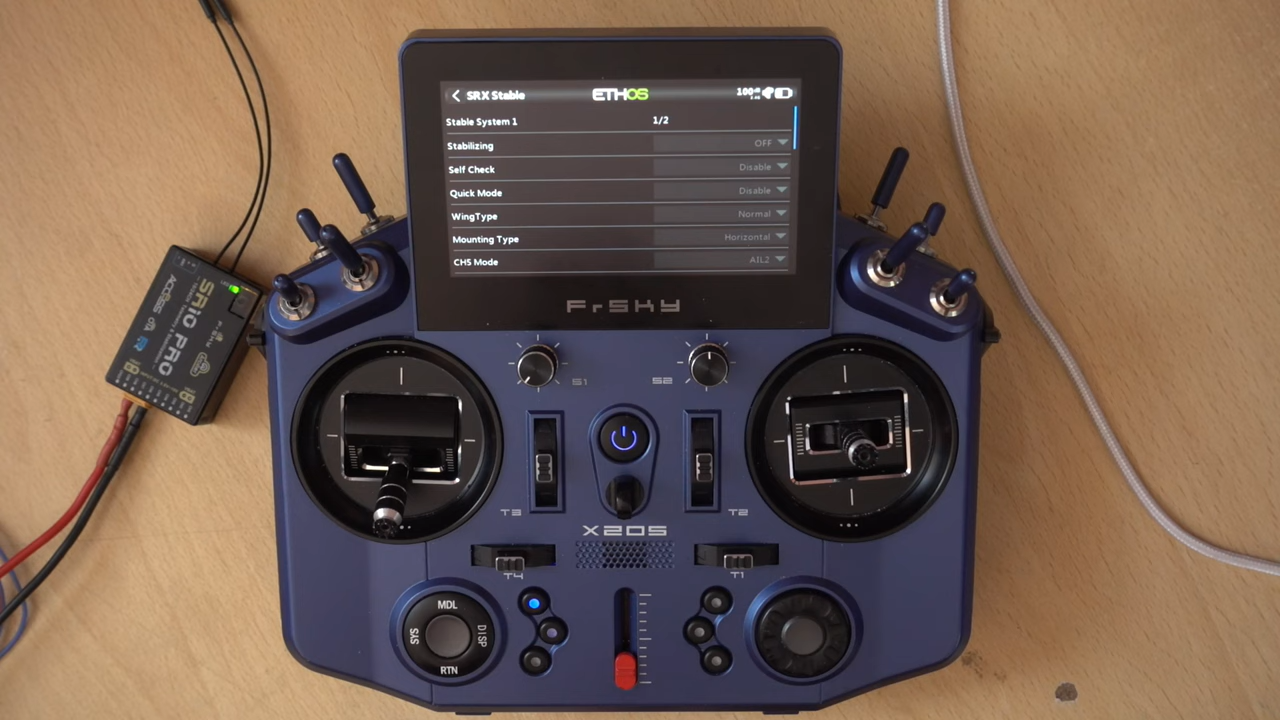 SRX Stable
ETHOS
100
Stable System 1 1/2
Stabilizing OFF
Self Check Disable
Quick Mode Disable
WingType Normal
Mounting Type Horizontal
CH5 Mode AIL2
FrSKY
S1
S2
T3
T2
X20S
T4
T1
MDL
SYS
DISP
RTN
SR10 PRO
ACCESS